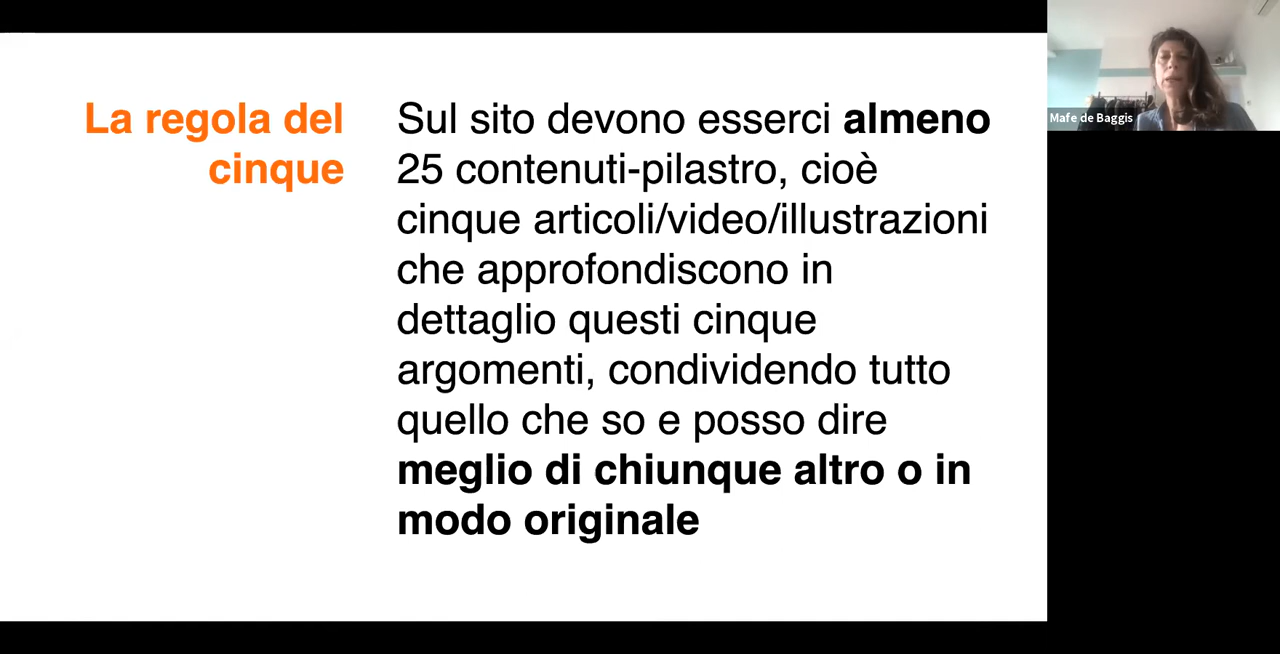 La regola del
cinque
Sul sito devono esserci almeno
25 contenuti-pilastro, cioè
cinque articoli/video/illustrazioni
che approfondiscono in
dettaglio questi cinque
argomenti, condividendo tutto
quello che so e posso dire
meglio di chiunque altro o in
modo originale
Mafe de Baggis